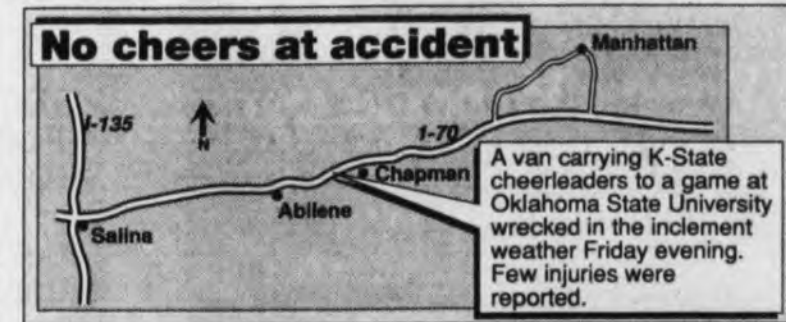 No cheers at accident
Manhattan
I-135
N
1-70
Chapman
Abilene
Salina
A van carrying K-State
cheerleaders to a game at
Oklahoma State University
wrecked in the inclement
weather Friday evening.
Few injuries were
reported.